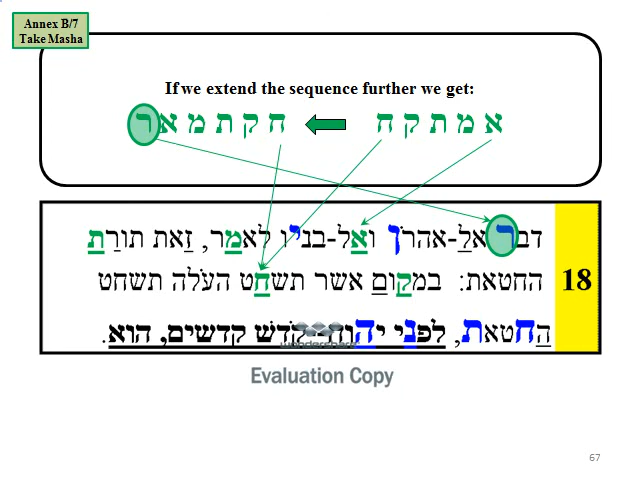 Annex B/7
Take Masha
If we extend the sequence further we get:
א מ ת ק ח
ח ק ת מ א ר
דבר אל-אהרן ואל-בניו לאמר, זאת תורת
18
החטאת: במקום אשר תשחט העלה תשחט
החטאת, לפני יהוה--קדש קדשים, הוא.
wondershare
Evaluation Copy
67